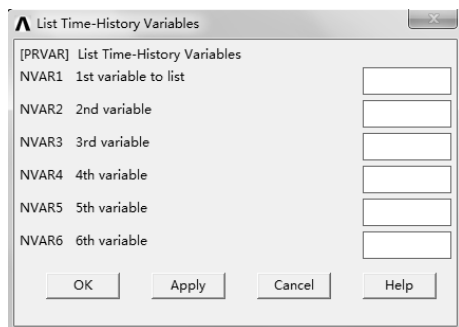 List Time-History Variables
[PRVAR] List Time-History Variables
NVAR1 1st variable to list
NVAR2 2nd variable
NVAR3 3rd variable
NVAR4 4th variable
NVAR5 5th variable
NVAR6 6th variable
OK Apply Cancel Help